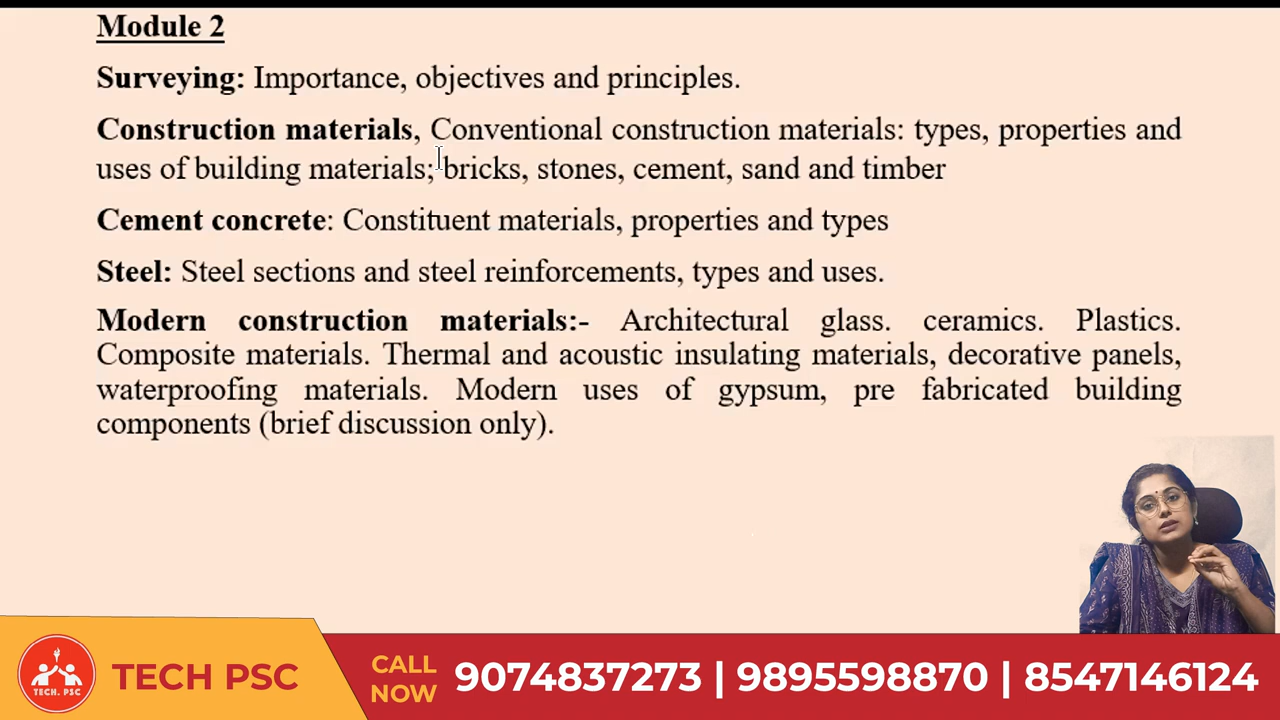 Module 2
Surveying: Importance, objectives and principles.
Construction materials, Conventional construction materials: types, properties and
uses of building materials; bricks, stones, cement, sand and timber
Cement concrete: Constituent materials, properties and types
Steel: Steel sections and steel reinforcements, types and uses.
Modern construction materials:- Architectural glass. ceramics. Plastics.
Composite materials. Thermal and acoustic insulating materials, decorative panels,
waterproofing materials. Modern uses of gypsum, pre fabricated building
components (brief discussion only).
TECH. PSC
TECH PSC
CALL
NOW
9074837273 | 9895598870 | 8547146124